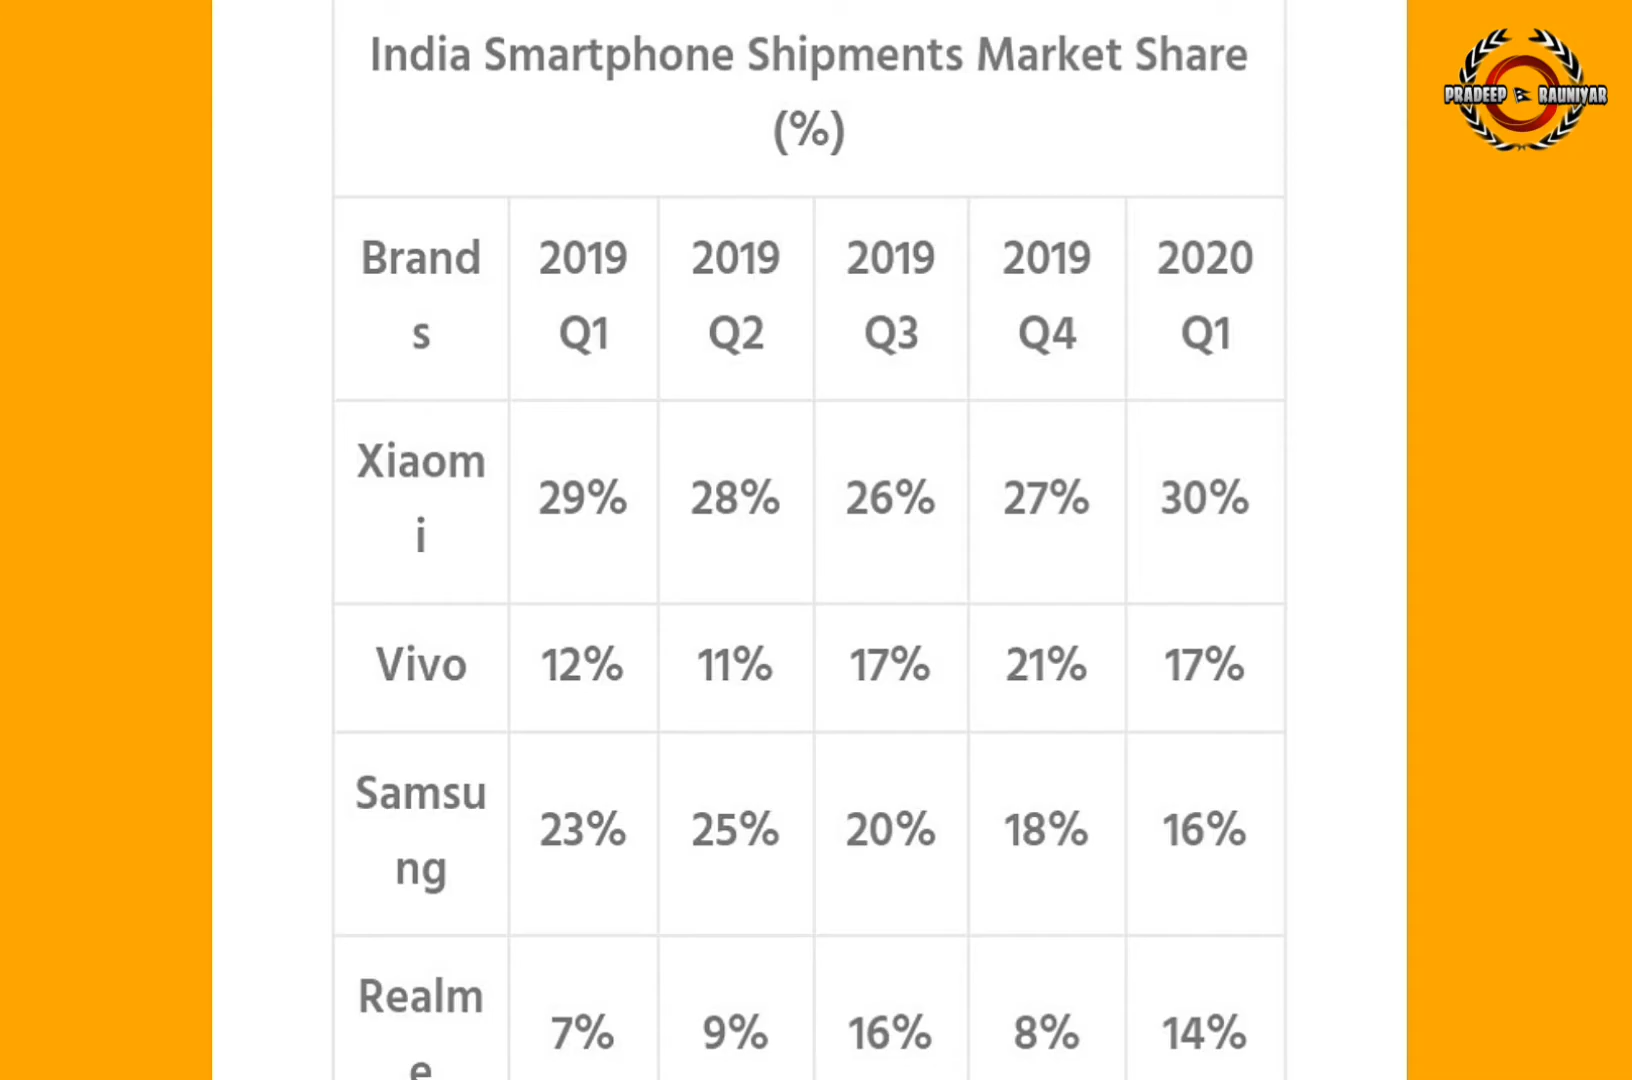 India Smartphone Shipments Market Share
(%)
PRADEEP RAUNIYAR
Brand
s
2019
Q1
2019
Q2
2019
Q3
2019
Q4
2020
Q1
Xiaom
i
29%
28%
26%
27%
30%
Vivo
12%
11%
17%
21%
17%
Samsu
ng
23%
25%
20%
18%
16%
Realm
e
7%
9%
16%
8%
14%